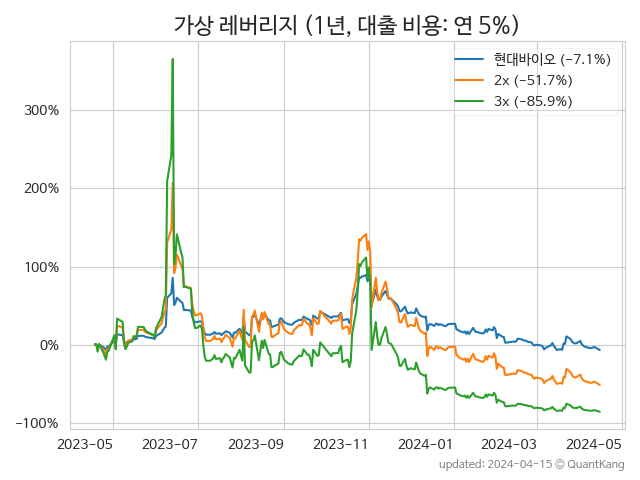 가상 레버리지 (1년, 대출 비용: 연 5%)
현대바이오 (−7.1%)
2x (−51.7%)
3x (−85.9%)
300%
200%
100%
0%
−100%
2023-05 2023-07 2023-09 2023-11 2024-01 2024-03 2024-05
updated: 2024-04-15 © QuantKang